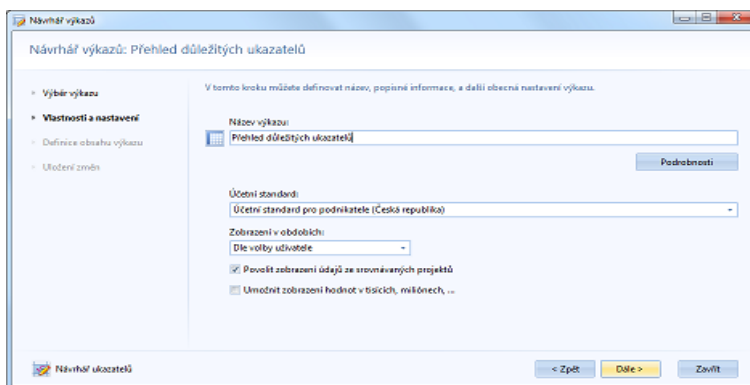 Návrhář výkazů
Návrhář výkazů: Přehled důležitých ukazatelů
Výběr výkazu
Vlastnosti a nastavení
Definice obsahu výkazu
Uložení změn
V tomto kroku můžete definovat název, popisné informace, a další obecná nastavení výkazu.
Název výkazu:
Přehled důležitých ukazatelů
Podrobnosti
Účetní standard:
Účetní standard pro podnikatele (Česká republika)
Zobrazení v obdobích:
Dle volby uživatele
Povolit zobrazení údajů ze srovnávaných projektů
Umožnit zobrazení hodnot v tisících, miliónech, ...
Návrhář ukazatelů
< Zpět
Dále >
Zavřít